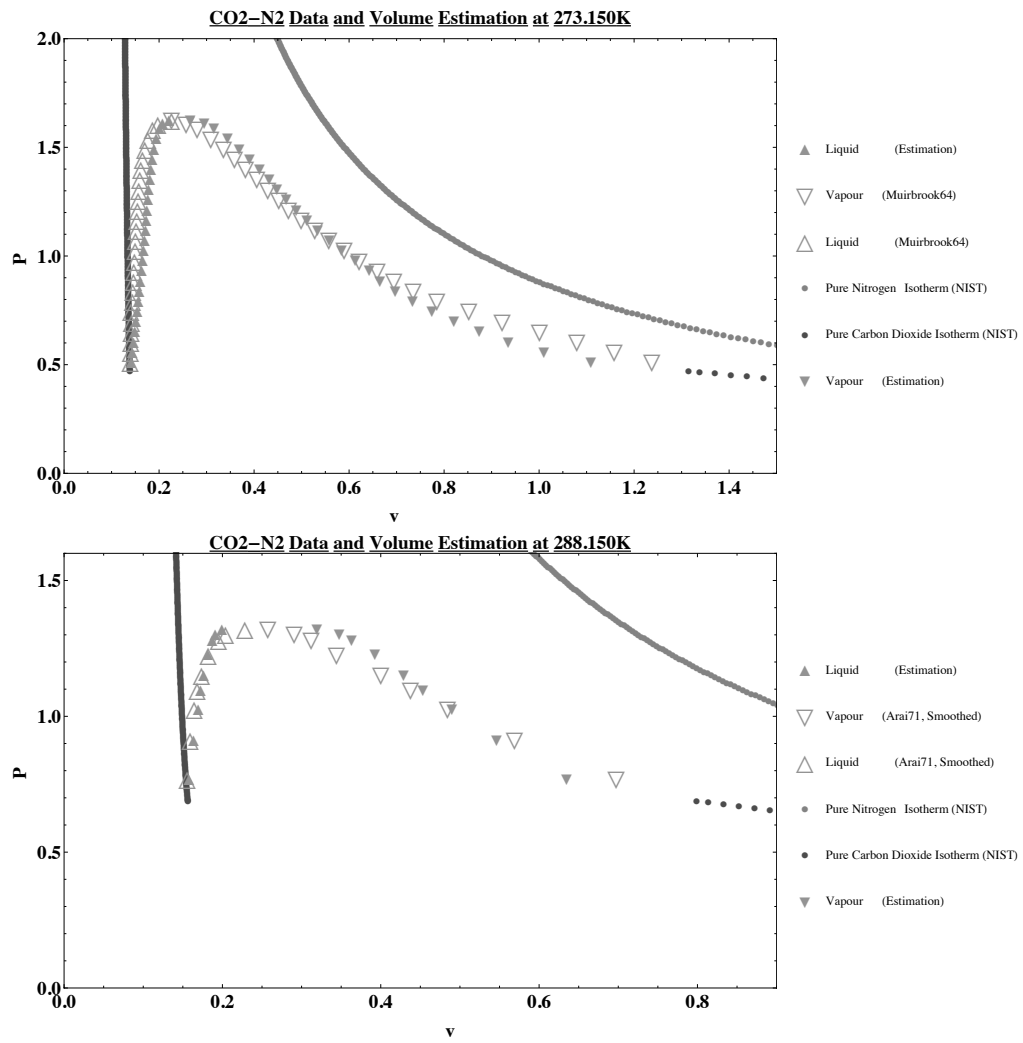 CO2−N2 Data and Volume Estimation at 273.150K
2.0
1.5
1.0
0.5
0.0
P
0.0 0.2 0.4 0.6 0.8 1.0 1.2 1.4
v
Liquid (Estimation)
Vapour (Muirbrook64)
Liquid (Muirbrook64)
Pure Nitrogen Isotherm (NIST)
Pure Carbon Dioxide Isotherm (NIST)
Vapour (Estimation)
CO2−N2 Data and Volume Estimation at 288.150K
1.5
1.0
0.5
0.0
P
0.0 0.2 0.4 0.6 0.8
v
Liquid (Estimation)
Vapour (Arai71, Smoothed)
Liquid (Arai71, Smoothed)
Pure Nitrogen Isotherm (NIST)
Pure Carbon Dioxide Isotherm (NIST)
Vapour (Estimation)